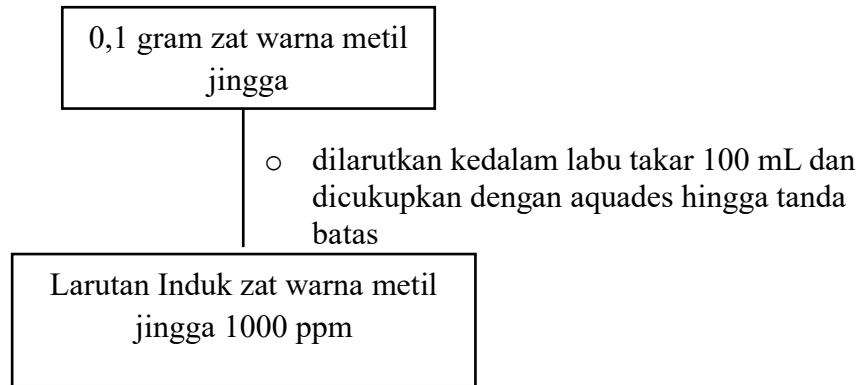 0,1 gram zat warna metil
jingga
○ dilarutkan kedalam labu takar 100 mL dan
dicukupkan dengan aquades hingga tanda
batas
Larutan Induk zat warna metil
jingga 1000 ppm